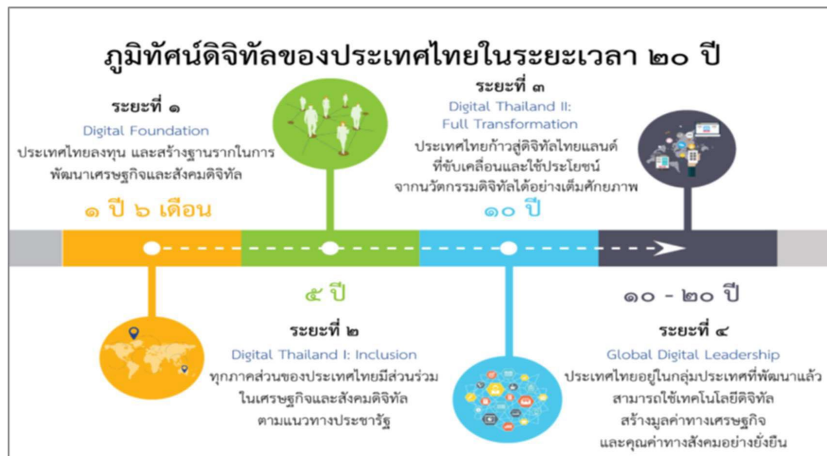 ภูมิทัศน์ดิจิทัลของประเทศไทยในระยะเวลา ๒๐ ปี
ระยะที่ ๑
Digital Foundation
ประเทศไทยลงทุน และสร้างฐานรากในการ
พัฒนาเศรษฐกิจและสังคมดิจิทัล
๑ ปี ๖ เดือน
ระยะที่ ๓
Digital Thailand II:
Full Transformation
ประเทศไทยก้าวสู่ดิจิทัลไทยแลนด์
ที่ขับเคลื่อนและใช้ประโยชน์
จากนวัตกรรมดิจิทัลได้อย่างเต็มศักยภาพ
๑๐ ปี
๕ ปี
ระยะที่ ๒
Digital Thailand I: Inclusion
ทุกภาคส่วนของประเทศไทยมีส่วนร่วม
ในเศรษฐกิจและสังคมดิจิทัล
ตามแนวทางประชารัฐ
๑๐ - ๒๐ ปี
ระยะที่ ๔
Global Digital Leadership
ประเทศไทยอยู่ในกลุ่มประเทศที่พัฒนาแล้ว
สามารถใช้เทคโนโลยีดิจิทัล
สร้างมูลค่าทางเศรษฐกิจ
และคุณค่าทางสังคมอย่างยั่งยืน